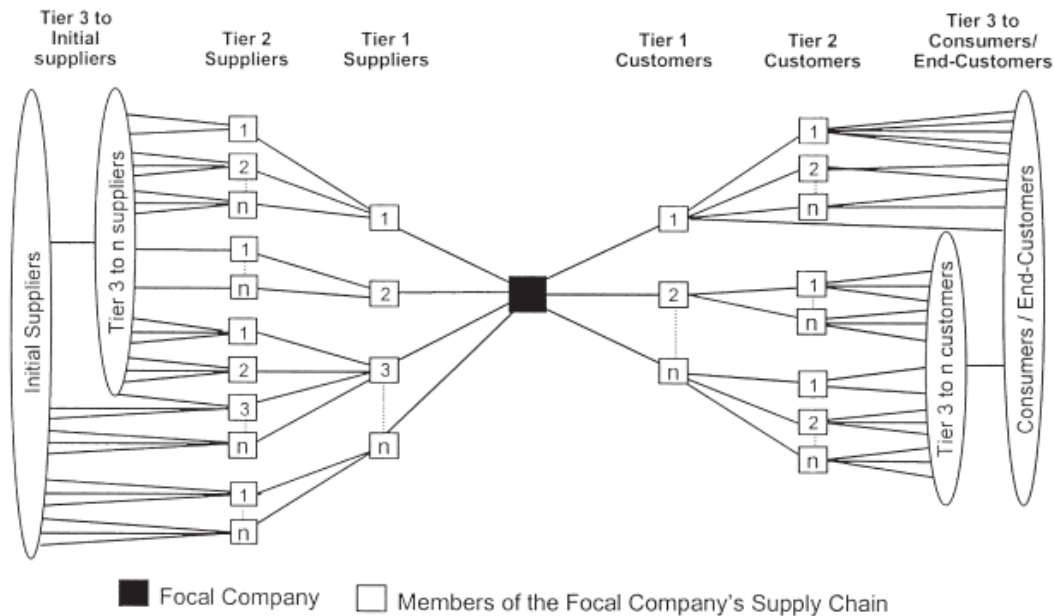 Tier 3 to
Initial
suppliers
Tier 2
Suppliers
Tier 1
Suppliers
Tier 1
Customers
Tier 2
Customers
Tier 3 to
Consumers/
End-Customers
Initial Suppliers
Tier 3 to n suppliers
1
2
n
1
n
1
2
3
n
1
n
1
2
3
n
1
2
n
1
2
n
1
n
1
2
n
Tier 3 to n customers
Consumers / End-Customers
Focal Company
Members of the Focal Company's Supply Chain